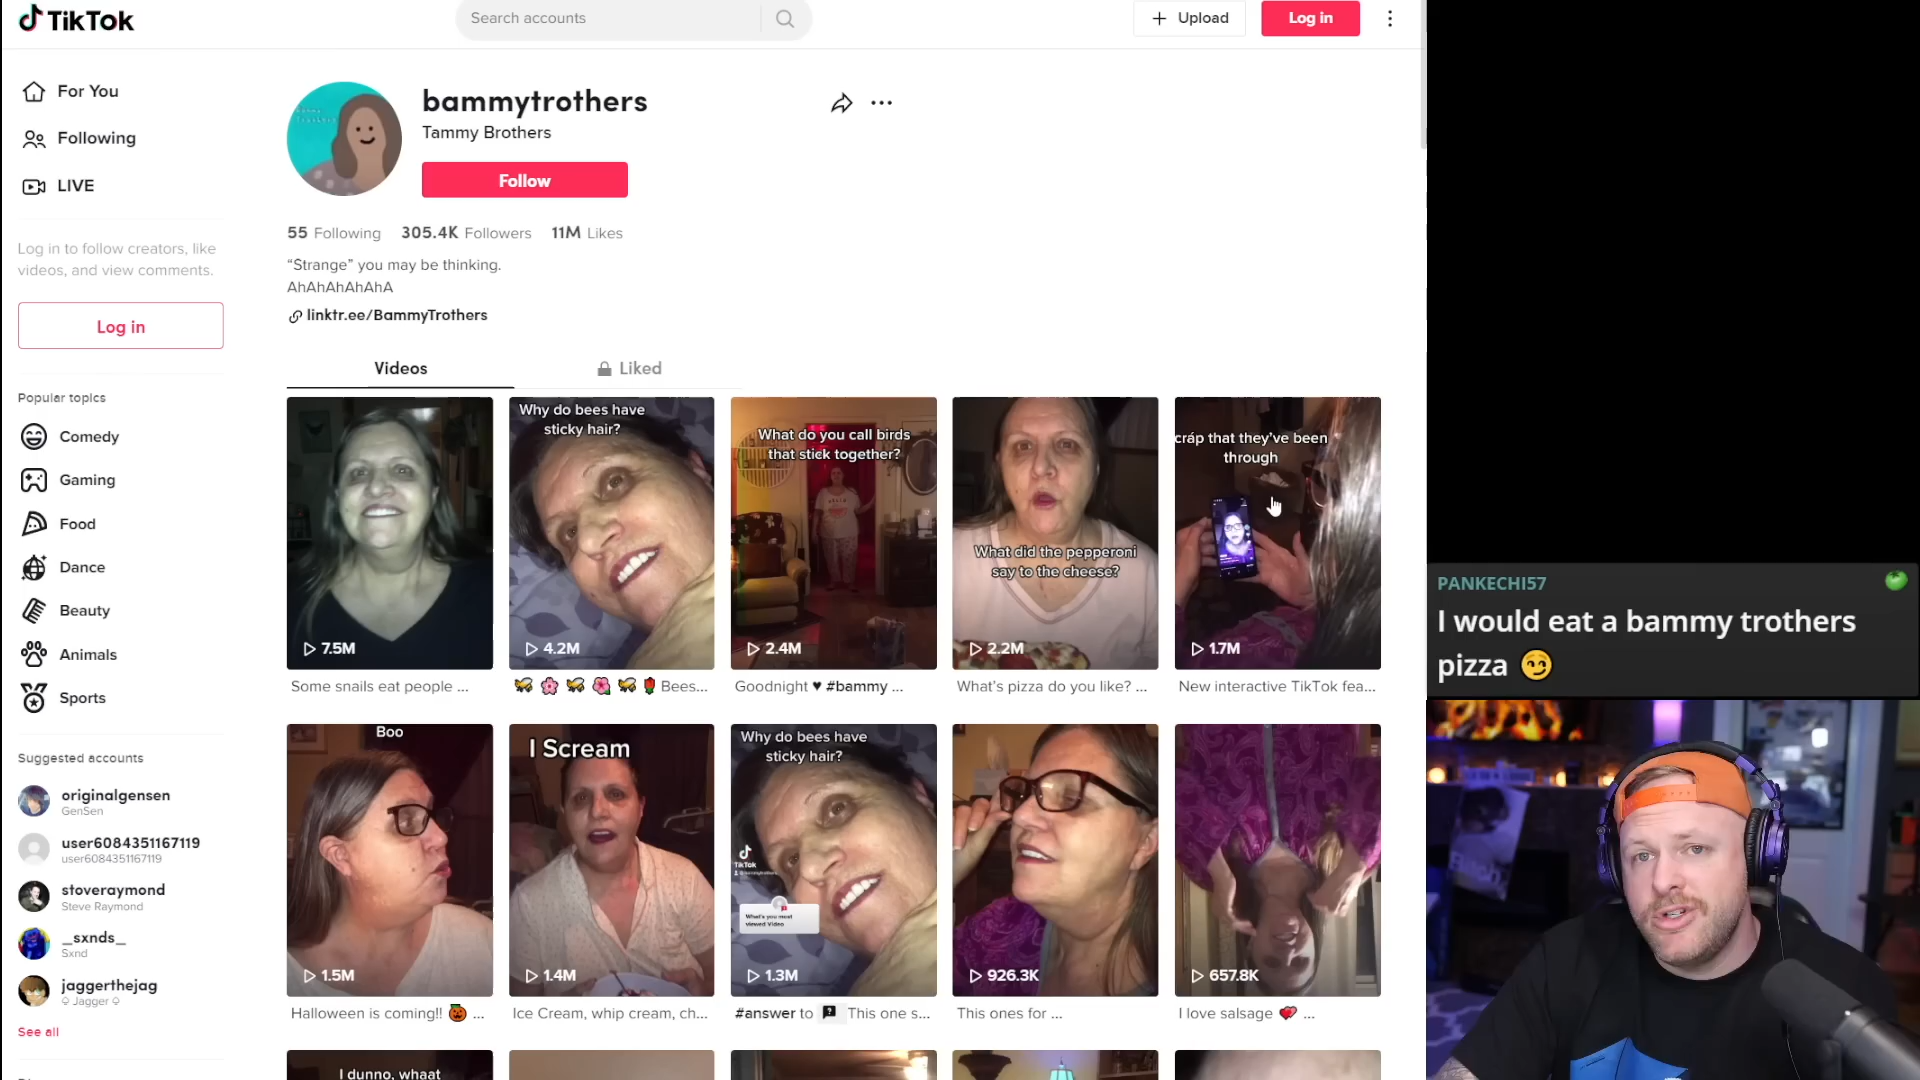 TikTok
Search accounts
Upload
Log in
For You
Following
LIVE
Log in to follow creators, like
videos, and view comments.
Log in
Popular topics
Comedy
Gaming
Food
Dance
Beauty
Animals
Sports
Suggested accounts
originalgensen
GenSen
user6084351167119
user6084351167119
stoveraymond
Steve Raymond
_sxnds_
Sxnd
jaggerthejag
♤ Jagger ♤
See all
bammytrothers
Tammy Brothers
Follow
55 Following 305.4K Followers 11M Likes
“Strange” you may be thinking.
AhAhAhAhAhA
linktr.ee/BammyTrothers
Videos
Liked
7.5M
Some snails eat people ...
Why do bees have
sticky hair?
4.2M
🐝 🌸 🐝 🌺 🐝 🌹 Bees...
What do you call birds
that stick together?
2.4M
Goodnight ♥ #bammy ...
What did the pepperoni
say to the cheese?
2.2M
What’s pizza do you like? ...
cráp that they’ve been
through
1.7M
New interactive TikTok fea...
Boo
1.5M
Halloween is coming!! 🎃 ...
I Scream
1.4M
Ice Cream, whip cream, ch...
Why do bees have
sticky hair?
TikTok
What's you most
viewed Video
1.3M
#answer to This one s...
926.3K
This ones for ...
657.8K
I love salsage 💕 ...
I dunno, whaat
PANKECHI57
I would eat a bammy trothers
pizza 😏